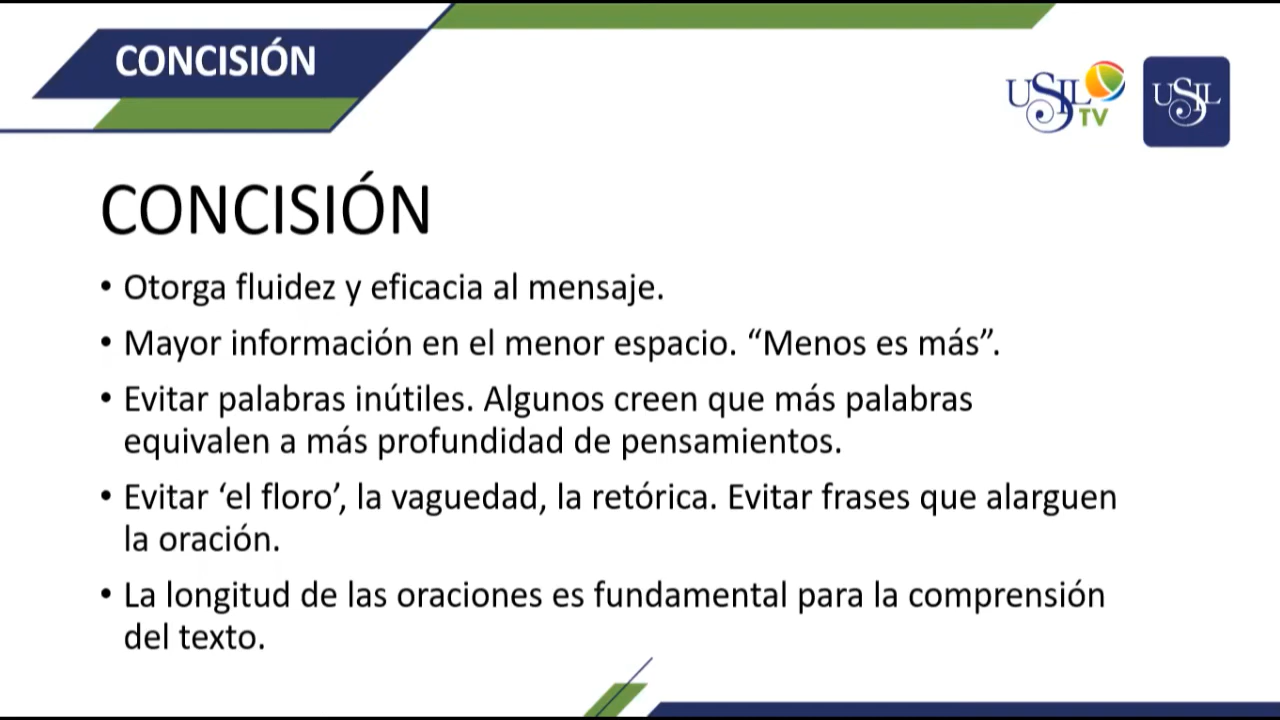 CONCISIÓN
USIL TV
USIL
CONCISIÓN
• Otorga fluidez y eficacia al mensaje.
• Mayor información en el menor espacio. “Menos es más”.
• Evitar palabras inútiles. Algunos creen que más palabras
equivalen a más profundidad de pensamientos.
• Evitar ‘el floro’, la vaguedad, la retórica. Evitar frases que alarguen
la oración.
• La longitud de las oraciones es fundamental para la comprensión
del texto.